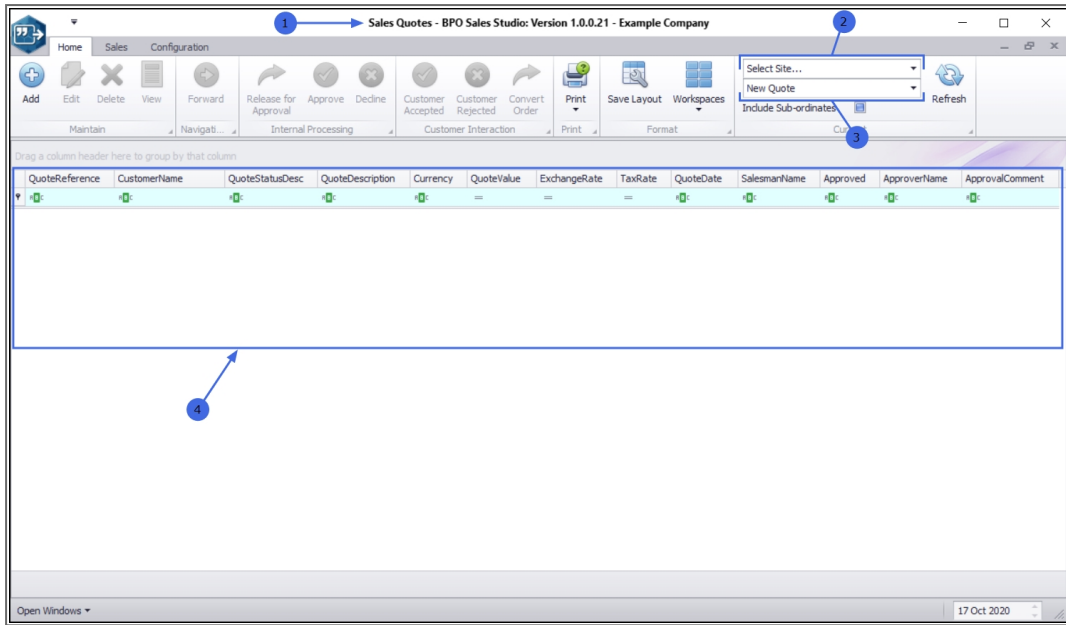 1
Sales Quotes - BPO Sales Studio: Version 1.0.0.21 - Example Company
2
Home Sales Configuration
Select Site...
New Quote
Include Sub-ordinates
Add Edit Delete View Forward Release for Approval Approve Decline Customer Accepted Customer Rejected Convert Order Print Save Layout Workspaces Refresh
Maintain Navigati... Internal Processing Customer Interaction Print Format
3
Drag a column header here to group by that column
QuoteReference CustomerName QuoteStatusDesc QuoteDescription Currency QuoteValue ExchangeRate TaxRate QuoteDate SalesmanName Approved ApproverName ApprovalComment
4
Open Windows 17 Oct 2020